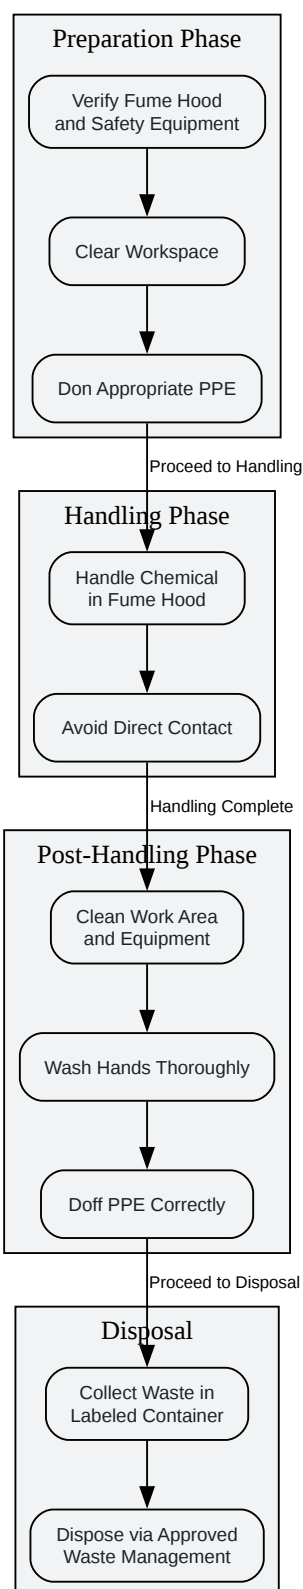 Preparation Phase
Verify Fume Hood
and Safety Equipment
Clear Workspace
Don Appropriate PPE
Proceed to Handling
Handling Phase
Handle Chemical
in Fume Hood
Avoid Direct Contact
Handling Complete
Post-Handling Phase
Clean Work Area
and Equipment
Wash Hands Thoroughly
Doff PPE Correctly
Proceed to Disposal
Disposal
Collect Waste in
Labeled Container
Dispose via Approved
Waste Management